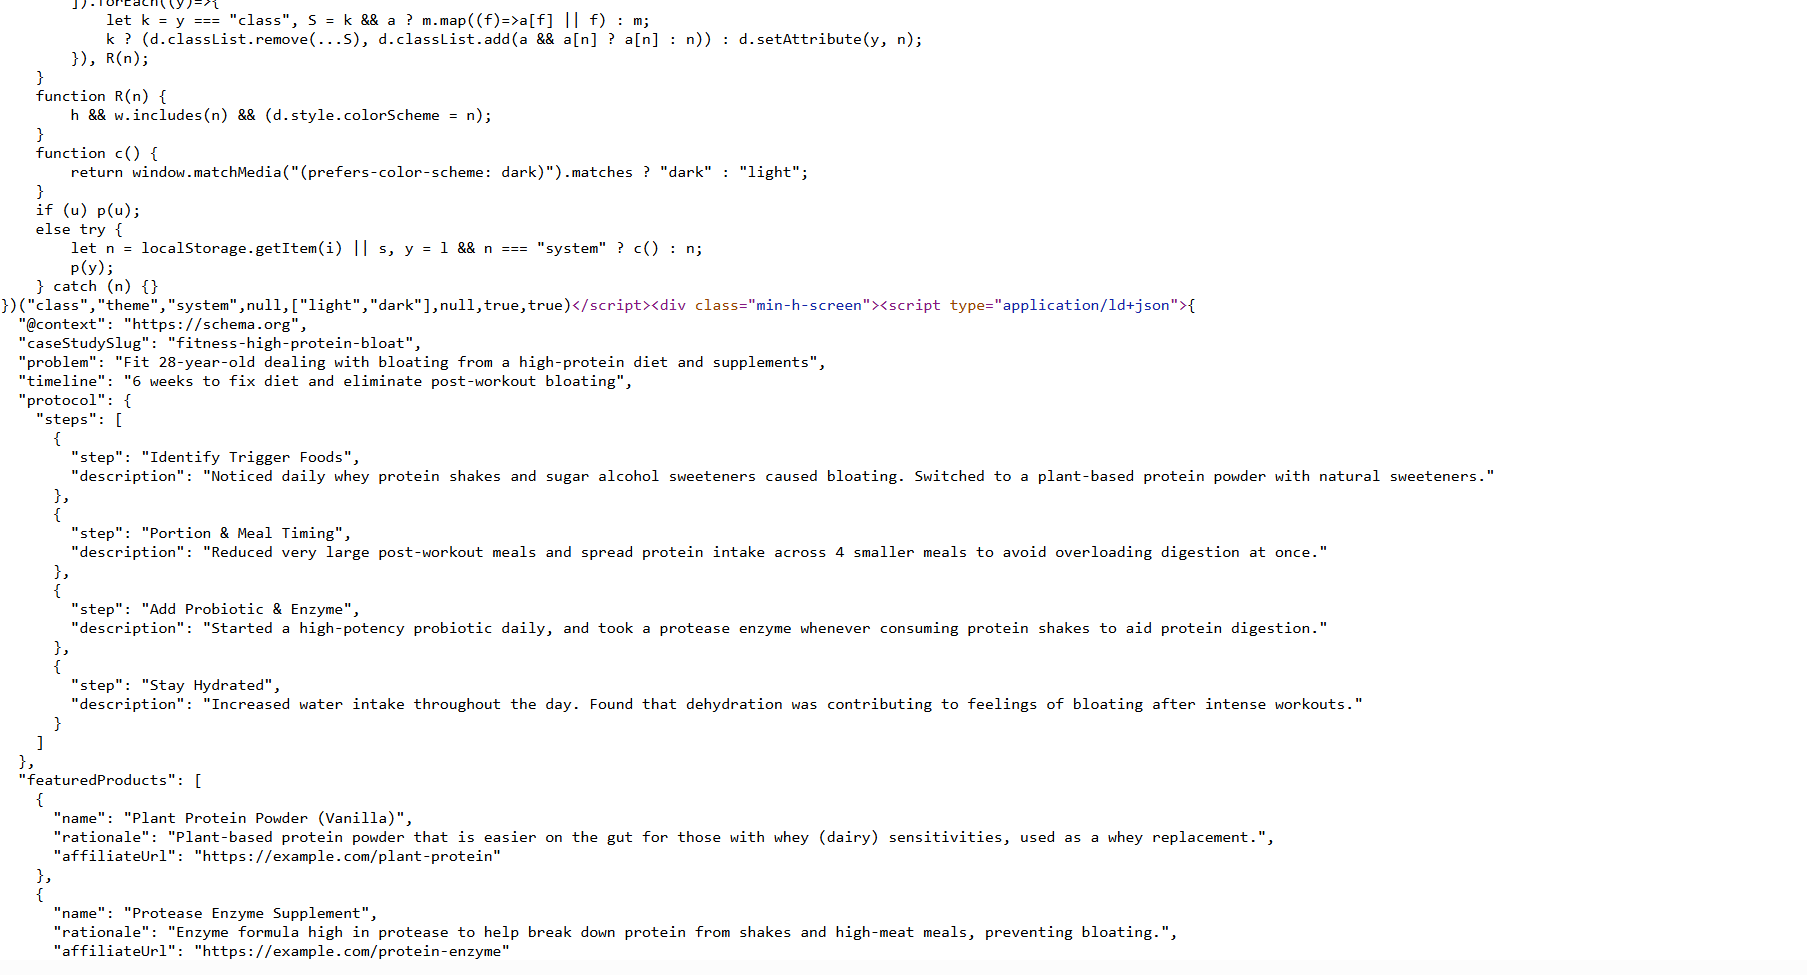 ]).forEach((y)=>{
let k = y === "class", S = k && a ? m.map((f)=>a[f] || f) : m;
k ? (d.classList.remove(...S), d.classList.add(a && a[n] ? a[n] : n)) : d.setAttribute(y, n);
}), R(n);
}
function R(n) {
h && w.includes(n) && (d.style.colorScheme = n);
}
function c() {
return window.matchMedia("(prefers-color-scheme: dark)").matches ? "dark" : "light";
}
if (u) p(u);
else try {
let n = localStorage.getItem(i) || s, y = l && n === "system" ? c() : n;
p(y);
} catch (n) {}
})("class","theme","system",null,["light","dark"],null,true,true)</script><div class="min-h-screen"><script type="application/ld+json">{
"@context": "https://schema.org",
"caseStudySlug": "fitness-high-protein-bloat",
"problem": "Fit 28-year-old dealing with bloating from a high-protein diet and supplements",
"timeline": "6 weeks to fix diet and eliminate post-workout bloating",
"protocol": {
"steps": [
{
"step": "Identify Trigger Foods",
"description": "Noticed daily whey protein shakes and sugar alcohol sweeteners caused bloating. Switched to a plant-based protein powder with natural sweeteners."
},
{
"step": "Portion & Meal Timing",
"description": "Reduced very large post-workout meals and spread protein intake across 4 smaller meals to avoid overloading digestion at once."
},
{
"step": "Add Probiotic & Enzyme",
"description": "Started a high-potency probiotic daily, and took a protease enzyme whenever consuming protein shakes to aid protein digestion."
},
{
"step": "Stay Hydrated",
"description": "Increased water intake throughout the day. Found that dehydration was contributing to feelings of bloating after intense workouts."
}
]
},
"featuredProducts": [
{
"name": "Plant Protein Powder (Vanilla)",
"rationale": "Plant-based protein powder that is easier on the gut for those with whey (dairy) sensitivities, used as a whey replacement.",
"affiliateUrl": "https://example.com/plant-protein"
},
{
"name": "Protease Enzyme Supplement",
"rationale": "Enzyme formula high in protease to help break down protein from shakes and high-meat meals, preventing bloating.",
"affiliateUrl": "https://example.com/protein-enzyme"